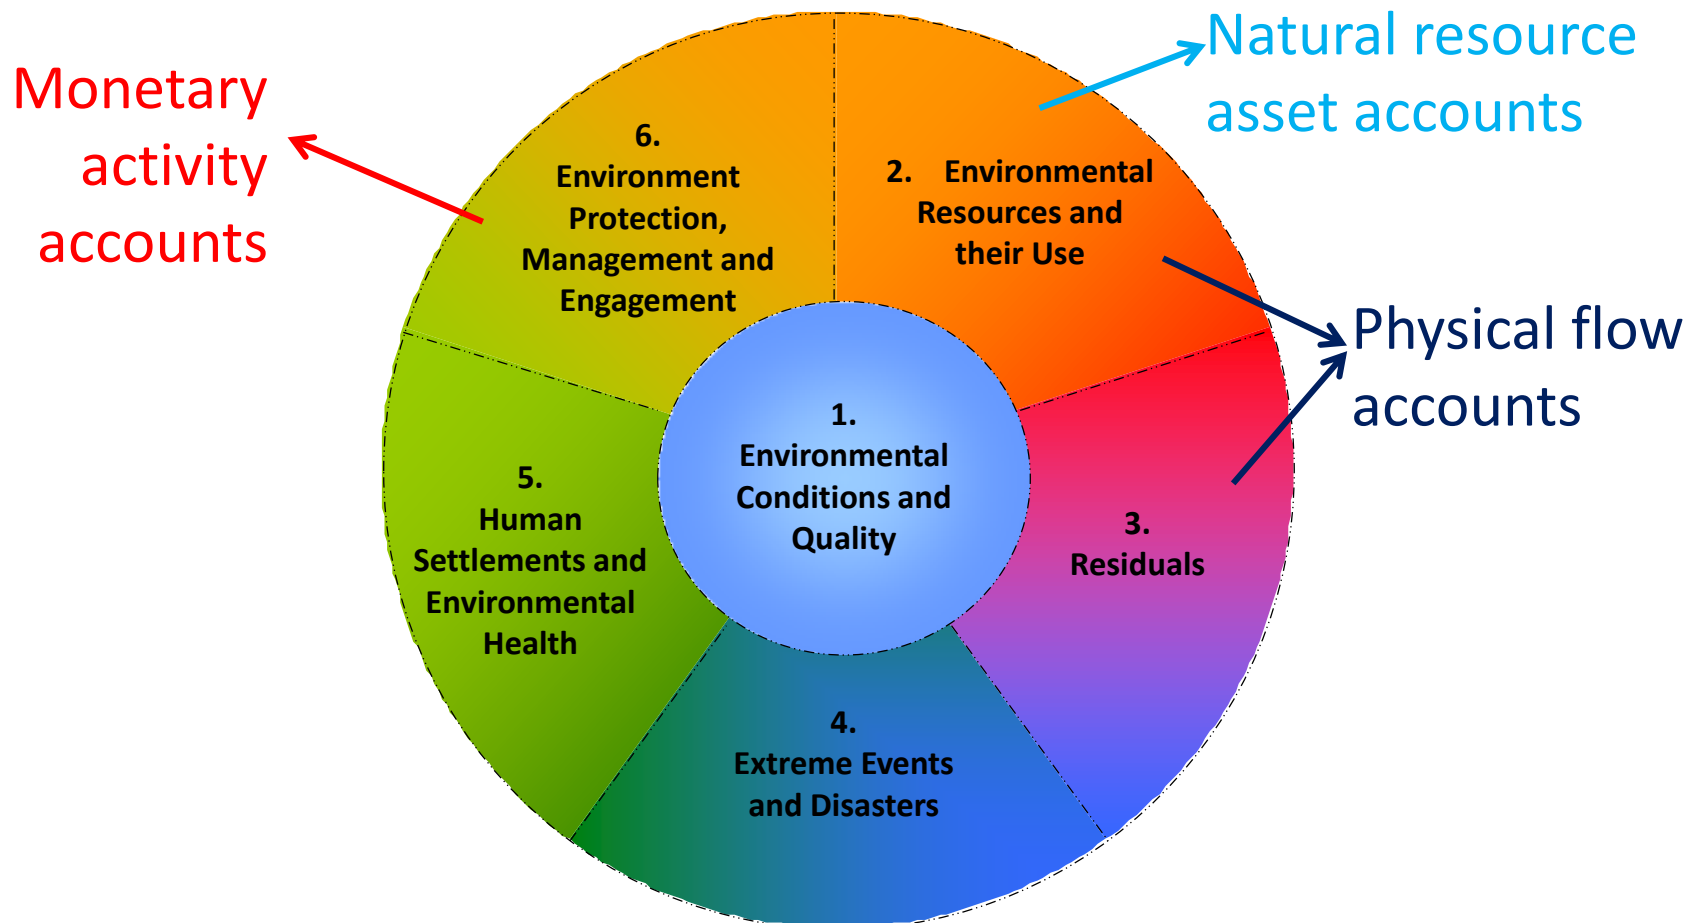 Monetary
activity
accounts
Natural resource
asset accounts
6.
Environment
Protection,
Management and
Engagement
2. Environmental
Resources and
their Use
Physical flow
accounts
1.
Environmental
Conditions and
Quality
5.
Human
Settlements and
Environmental
Health
3.
Residuals
4.
Extreme Events
and Disasters